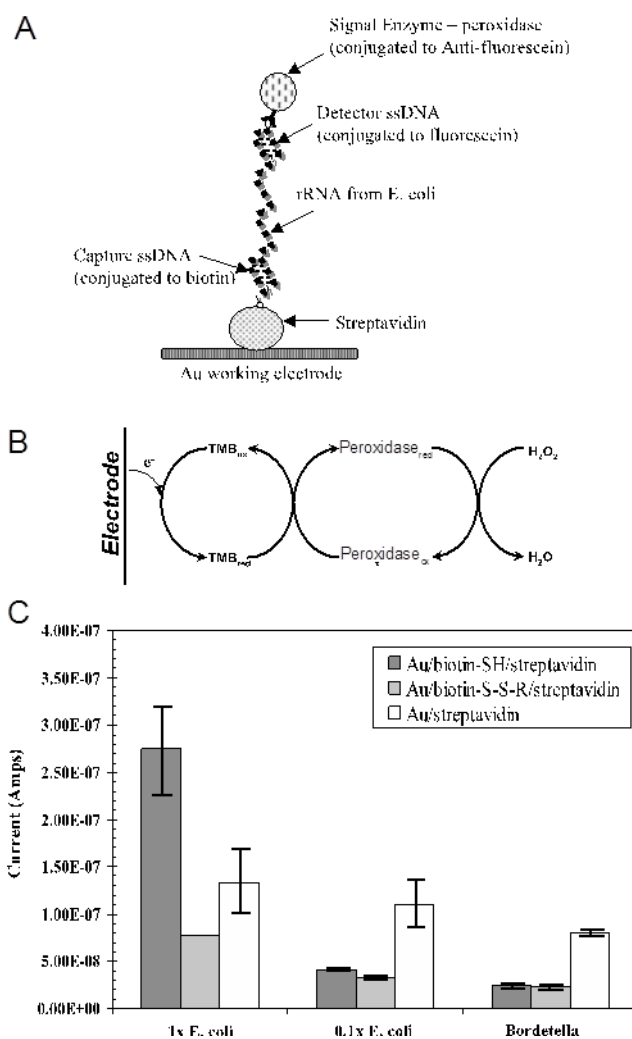 A
Signal Enzyme – peroxidase
(conjugated to Anti-fluorescein)
Detector ssDNA
(conjugated to fluorescein)
rRNA from E. coli
Capture ssDNA
(conjugated to biotin)
Streptavidin
Au working electrode
B
Electrode
e-
TMBox
Peroxidasered
H2O2
TMBred
Peroxidaseox
H2O
C
4.00E-07
3.50E-07
3.00E-07
2.50E-07
2.00E-07
1.50E-07
1.00E-07
5.00E-08
0.00E+00
Current (Amps)
Au/biotin-SH/streptavidin
Au/biotin-S-S-R/streptavidin
Au/streptavidin
1x E. coli
0.1x E. coli
Bordetella